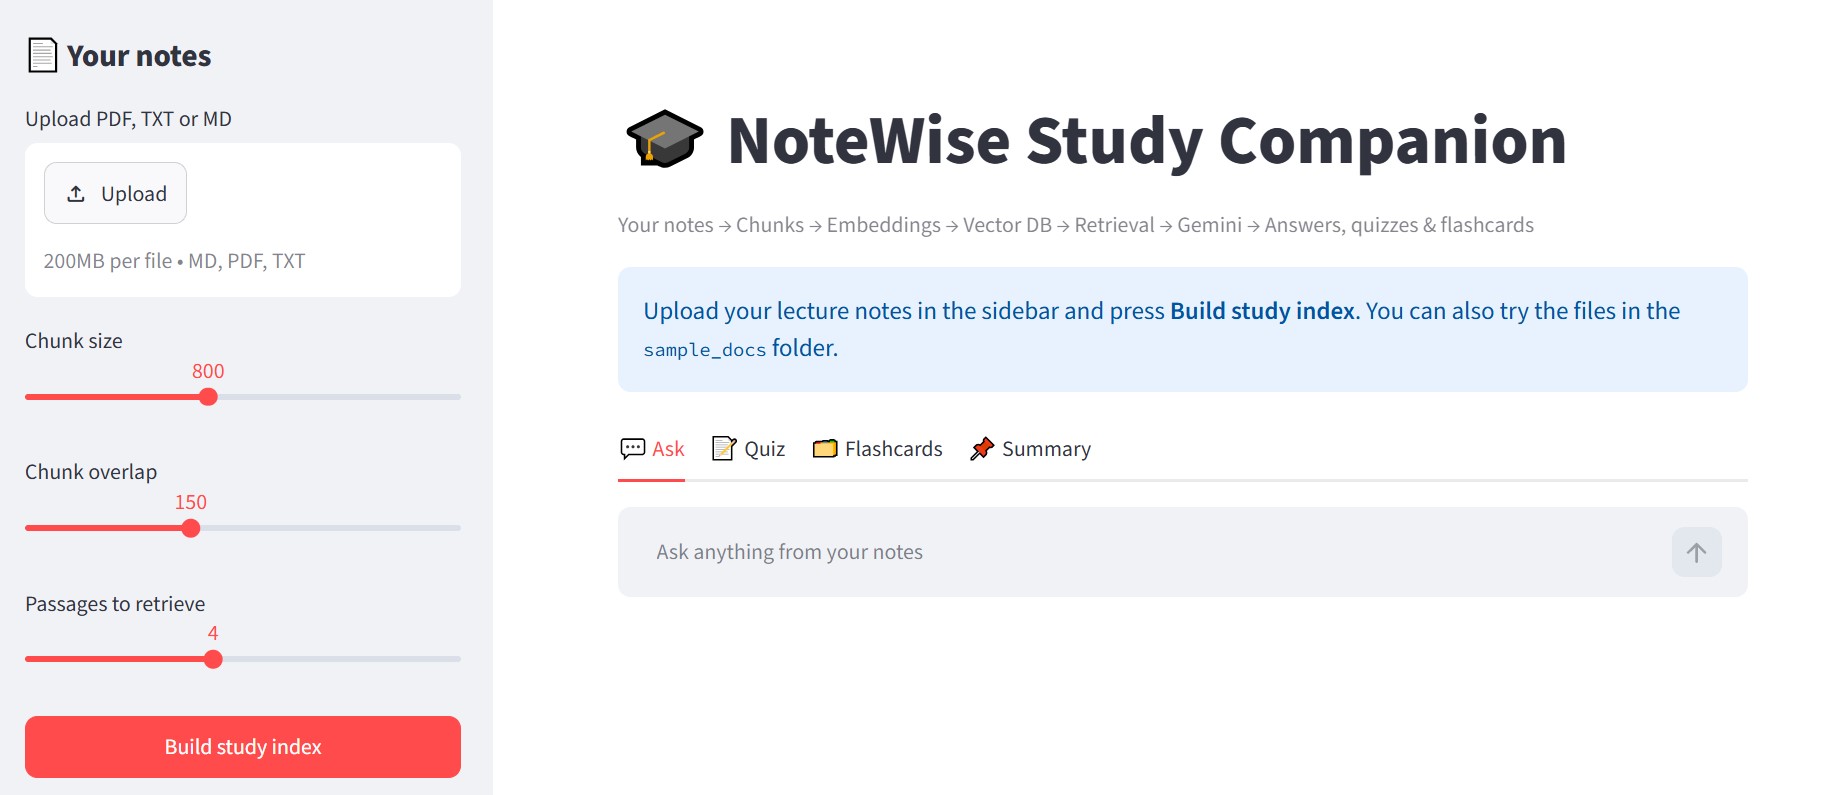 Your notes
Upload PDF, TXT or MD
Upload
200MB per file • MD, PDF, TXT
Chunk size
800
Chunk overlap
150
Passages to retrieve
4
Build study index
NoteWise Study Companion
Your notes → Chunks → Embeddings → Vector DB → Retrieval → Gemini → Answers, quizzes & flashcards
Upload your lecture notes in the sidebar and press Build study index. You can also try the files in the
sample_docs folder.
Ask Quiz Flashcards Summary
Ask anything from your notes